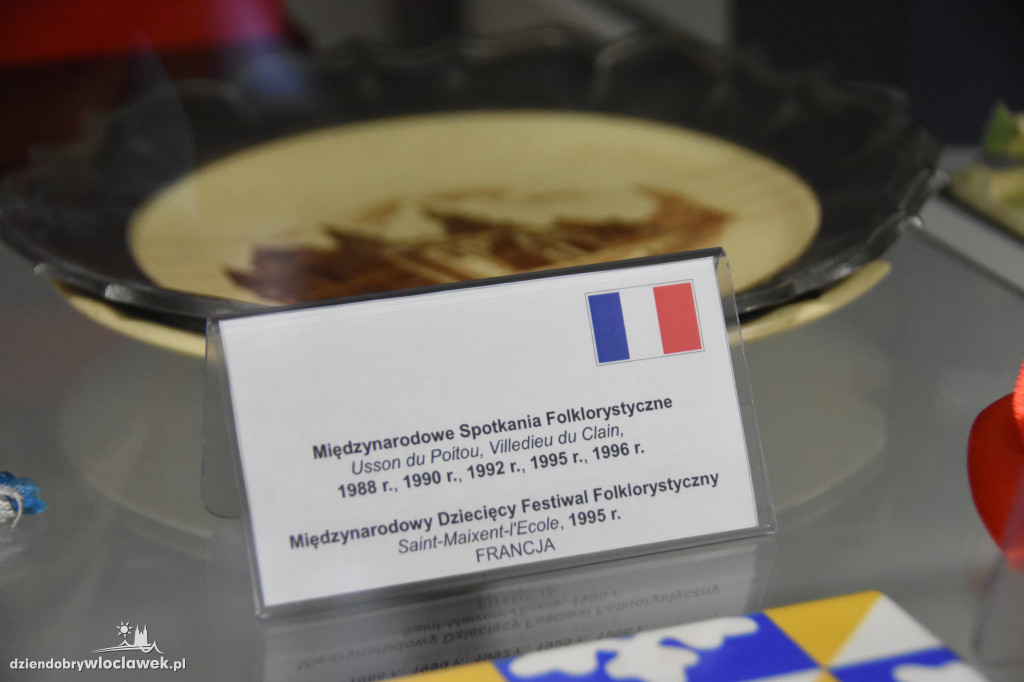 Międzynarodowe Spotkania Folklorystyczne
Usson du Poitou, Villedieu du Clain,
1988 r., 1990 r., 1992 r., 1995 r., 1996 r.
Międzynarodowy Dziecięcy Festiwal Folklorystyczny
Saint-Maixent-l'Ecole, 1995 r.
FRANCJA
dziendobrywloclawek.pl